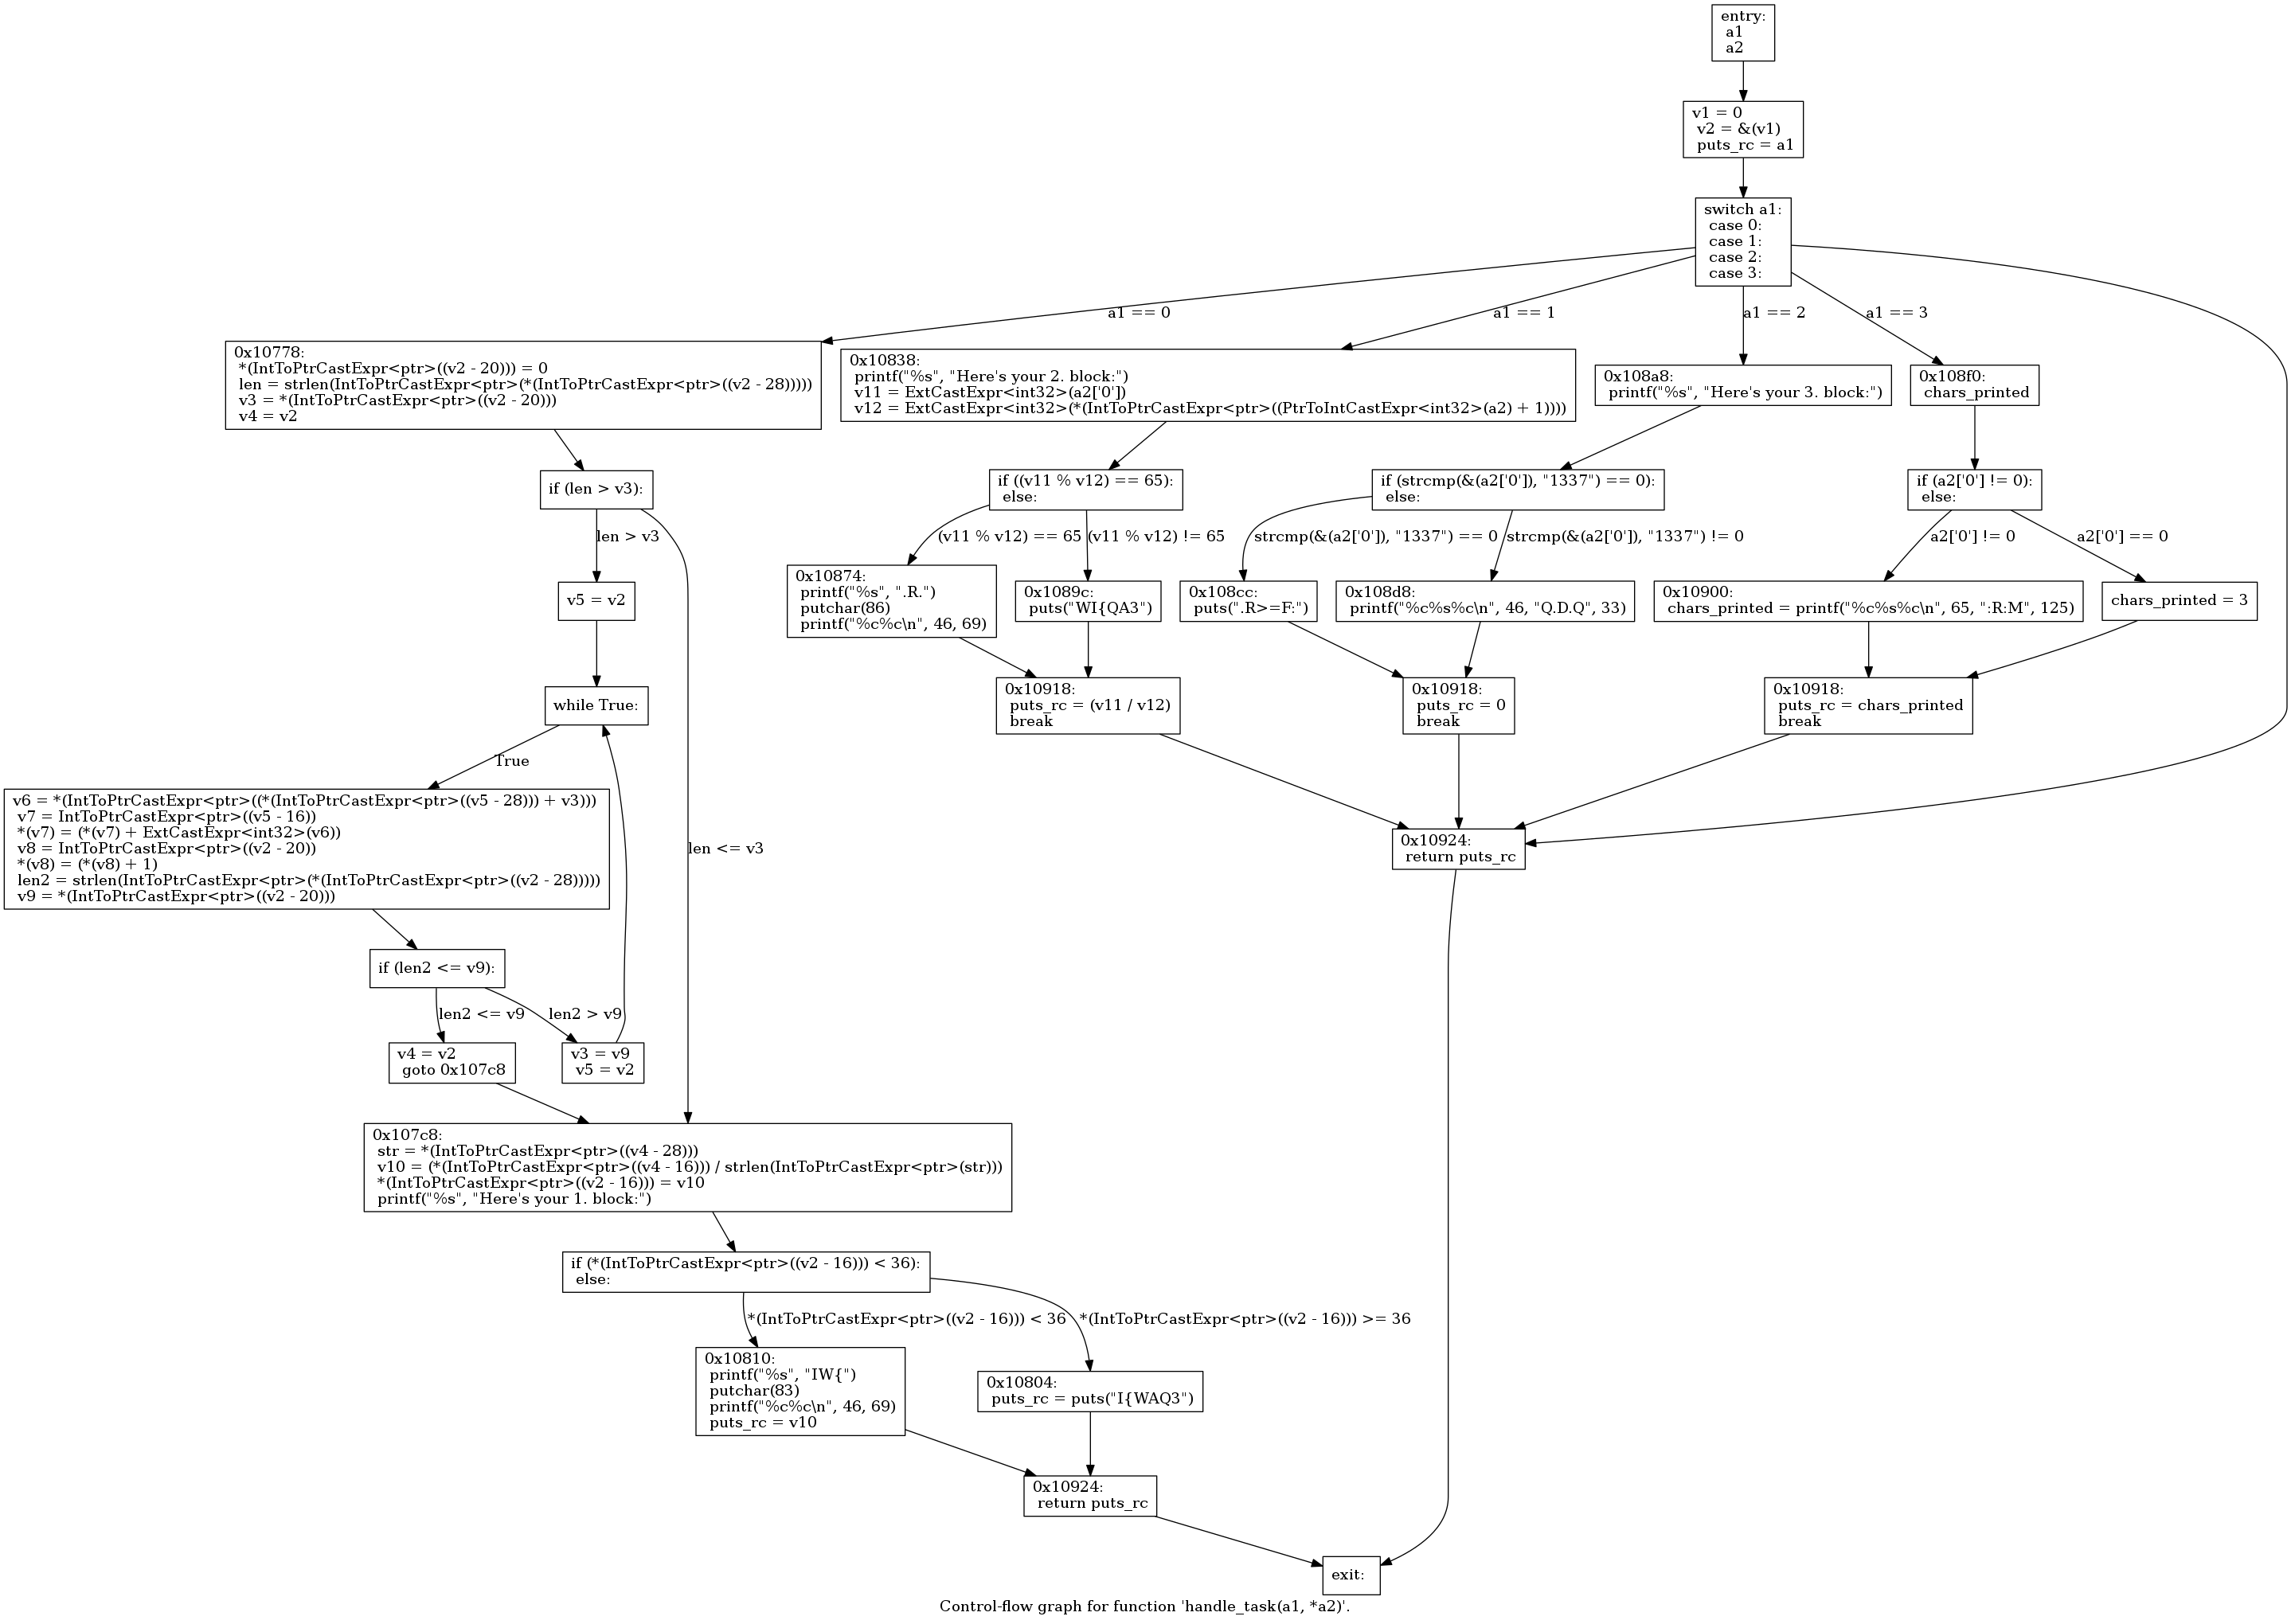 entry:
a1
a2
v1 = 0
v2 = &(v1)
puts_rc = a1
switch a1:
case 0:
case 1:
case 2:
case 3:
a1 == 0
a1 == 1
a1 == 2
a1 == 3
0x10778:
*(IntToPtrCastExpr<ptr>((v2 - 20))) = 0
len = strlen(IntToPtrCastExpr<ptr>(*(IntToPtrCastExpr<ptr>((v2 - 28)))))
v3 = *(IntToPtrCastExpr<ptr>((v2 - 20)))
v4 = v2
0x10838:
printf("%s", "Here's your 2. block:")
v11 = ExtCastExpr<int32>(a2['0'])
v12 = ExtCastExpr<int32>(*(IntToPtrCastExpr<ptr>((PtrToIntCastExpr<int32>(a2) + 1))))
0x108a8:
printf("%s", "Here's your 3. block:")
0x108f0:
chars_printed
if (len > v3):
if ((v11 % v12) == 65):
else:
if (strcmp(&(a2['0']), "1337") == 0):
else:
if (a2['0'] != 0):
else:
len > v3
(v11 % v12) == 65
(v11 % v12) != 65
strcmp(&(a2['0']), "1337") == 0
strcmp(&(a2['0']), "1337") != 0
a2['0'] != 0
a2['0'] == 0
v5 = v2
0x10874:
printf("%s", ".R.")
putchar(86)
printf("%c%c\n", 46, 69)
0x1089c:
puts("WI{QA3")
0x108cc:
puts(".R>=F:")
0x108d8:
printf("%c%s%c\n", 46, "Q.D.Q", 33)
0x10900:
chars_printed = printf("%c%s%c\n", 65, ":R:M", 125)
chars_printed = 3
while True:
0x10918:
puts_rc = (v11 / v12)
break
0x10918:
puts_rc = 0
break
0x10918:
puts_rc = chars_printed
break
True
v6 = *(IntToPtrCastExpr<ptr>((*(IntToPtrCastExpr<ptr>((v5 - 28))) + v3)))
v7 = IntToPtrCastExpr<ptr>((v5 - 16))
*(v7) = (*(v7) + ExtCastExpr<int32>(v6))
v8 = IntToPtrCastExpr<ptr>((v2 - 20))
*(v8) = (*(v8) + 1)
len2 = strlen(IntToPtrCastExpr<ptr>(*(IntToPtrCastExpr<ptr>((v2 - 28)))))
v9 = *(IntToPtrCastExpr<ptr>((v2 - 20)))
len <= v3
0x10924:
return puts_rc
if (len2 <= v9):
len2 <= v9
len2 > v9
v4 = v2
goto 0x107c8
v3 = v9
v5 = v2
0x107c8:
str = *(IntToPtrCastExpr<ptr>((v4 - 28)))
v10 = (*(IntToPtrCastExpr<ptr>((v4 - 16))) / strlen(IntToPtrCastExpr<ptr>(str)))
*(IntToPtrCastExpr<ptr>((v2 - 16))) = v10
printf("%s", "Here's your 1. block:")
if (*(IntToPtrCastExpr<ptr>((v2 - 16))) < 36):
else:
*(IntToPtrCastExpr<ptr>((v2 - 16))) < 36
*(IntToPtrCastExpr<ptr>((v2 - 16))) >= 36
0x10810:
printf("%s", "IW{")
putchar(83)
printf("%c%c\n", 46, 69)
puts_rc = v10
0x10804:
puts_rc = puts("I{WAQ3")
0x10924:
return puts_rc
exit:
Control-flow graph for function 'handle_task(a1, *a2)'.